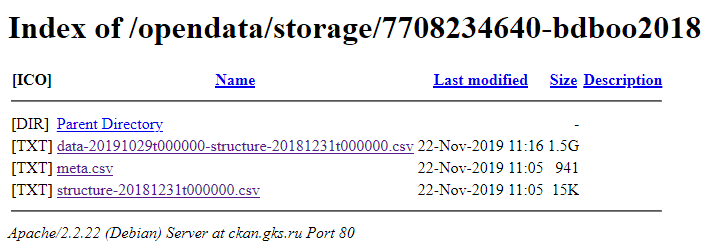 Index of /opendata/storage/7708234640-bdboo2018
[ICO] Name Last modified Size Description
[DIR] Parent Directory -
[TXT] data-20191029t000000-structure-20181231t000000.csv 22-Nov-2019 11:16 1.5G
[TXT] meta.csv 22-Nov-2019 11:05 941
[TXT] structure-20181231t000000.csv 22-Nov-2019 11:05 15K
Apache/2.2.22 (Debian) Server at ckan.gks.ru Port 80